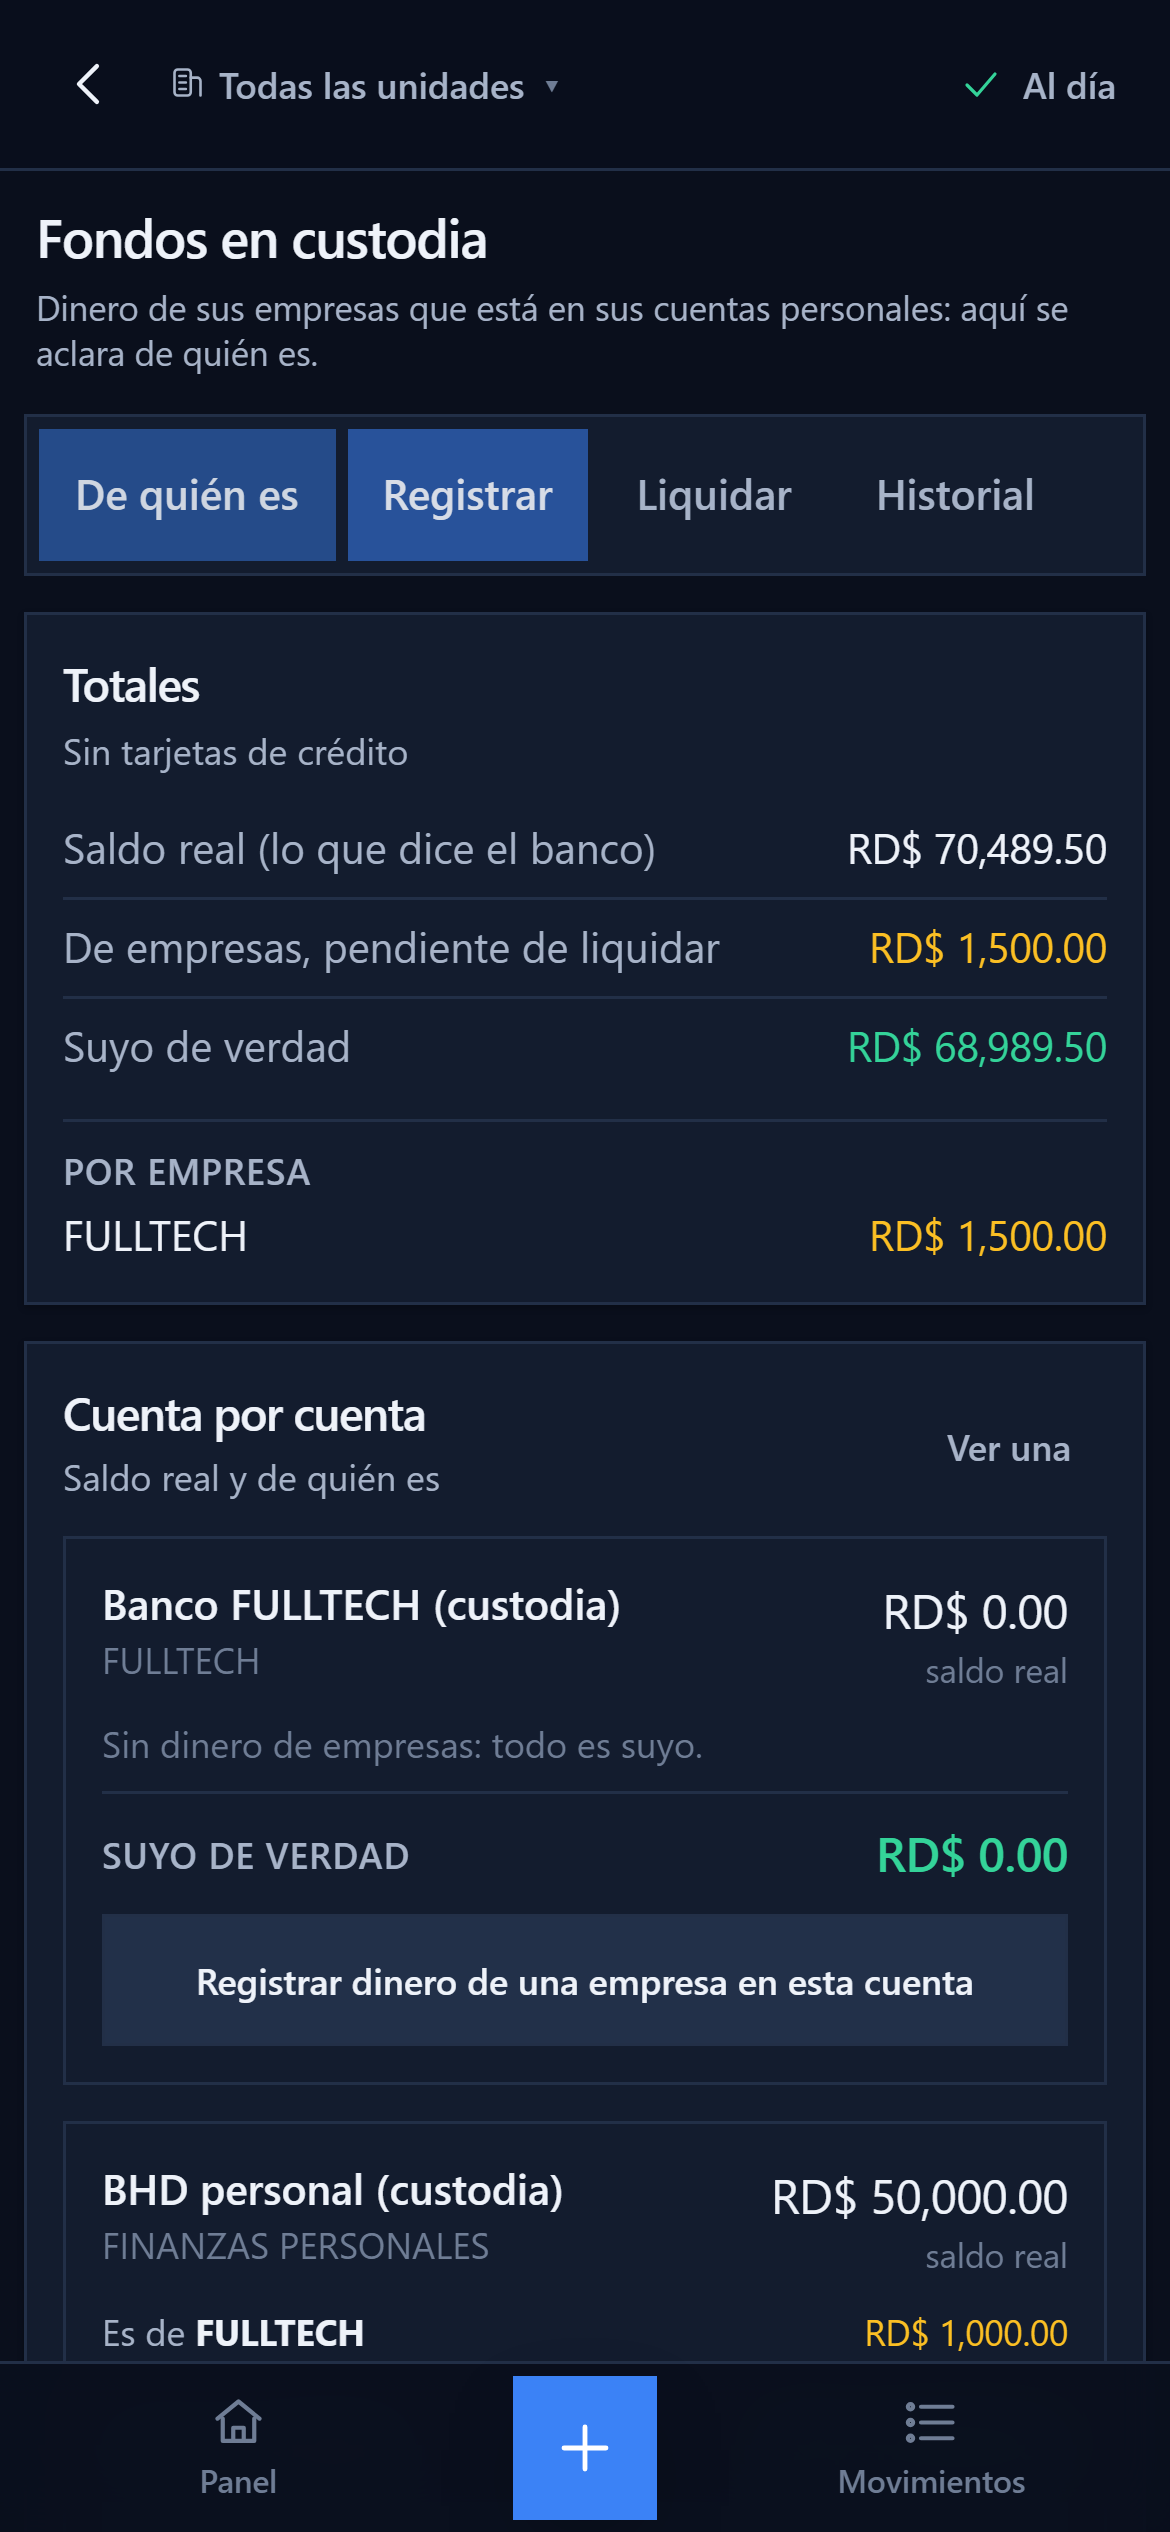 Todas las unidades ▼
Al día
Fondos en custodia
Dinero de sus empresas que está en sus cuentas personales: aquí se
aclara de quién es.
De quién es
Registrar
Liquidar
Historial
Totales
Sin tarjetas de crédito
Saldo real (lo que dice el banco) RD$ 70,489.50
De empresas, pendiente de liquidar RD$ 1,500.00
Suyo de verdad RD$ 68,989.50
POR EMPRESA
FULLTECH RD$ 1,500.00
Cuenta por cuenta
Saldo real y de quién es
Ver una
Banco FULLTECH (custodia) RD$ 0.00
FULLTECH saldo real
Sin dinero de empresas: todo es suyo.
SUYO DE VERDAD RD$ 0.00
Registrar dinero de una empresa en esta cuenta
BHD personal (custodia) RD$ 50,000.00
FINANZAS PERSONALES saldo real
Es de FULLTECH RD$ 1,000.00
Panel
Movimientos